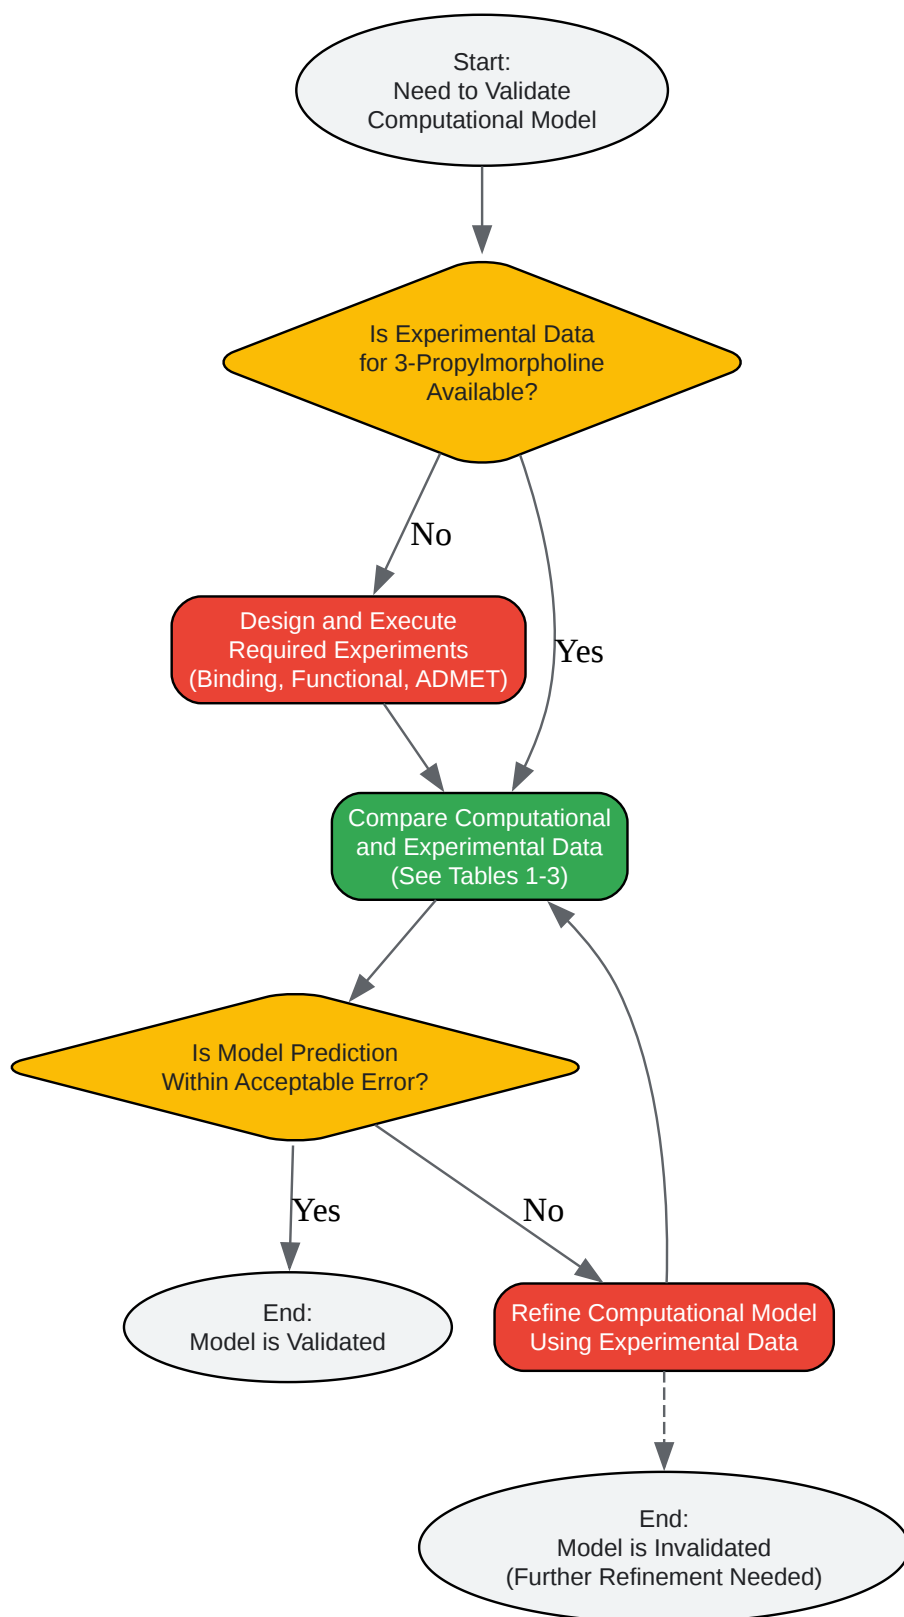 Start:
Need to Validate
Computational Model
Is Experimental Data
for 3-Propylmorpholine
Available?
No
Yes
Design and Execute
Required Experiments
(Binding, Functional, ADMET)
Compare Computational
and Experimental Data
(See Tables 1-3)
Is Model Prediction
Within Acceptable Error?
Yes
No
End:
Model is Validated
Refine Computational Model
Using Experimental Data
End:
Model is Invalidated
(Further Refinement Needed)